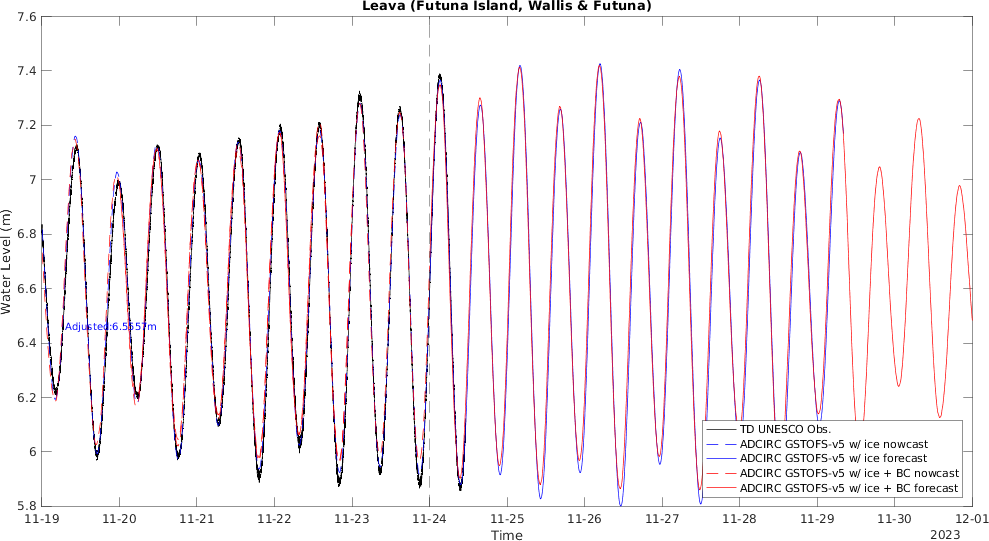 Leava (Futuna Island, Wallis & Futuna)
7.6
7.4
7.2
7
6.8
6.6
6.4
6.2
6
5.8
Water Level (m)
Adjusted:6.5557m
TD UNESCO Obs.
ADCIRC GSTOFS-v5 w/ ice nowcast
ADCIRC GSTOFS-v5 w/ ice forecast
ADCIRC GSTOFS-v5 w/ ice + BC nowcast
ADCIRC GSTOFS-v5 w/ ice + BC forecast
11-19 11-20 11-21 11-22 11-23 11-24 11-25 11-26 11-27 11-28 11-29 11-30 12-01
Time
2023